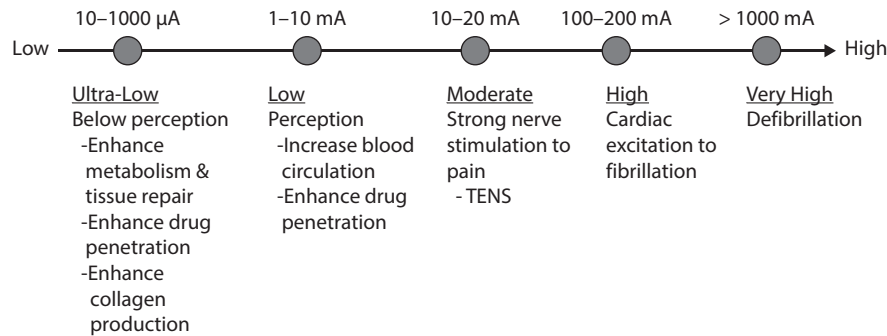 10–1000 µA
1–10 mA
10–20 mA
100–200 mA
> 1000 mA
Low
High
Ultra-Low
Below perception
-Enhance
metabolism &
tissue repair
-Enhance drug
penetration
-Enhance
collagen
production
Low
Perception
-Increase blood
circulation
-Enhance drug
penetration
Moderate
Strong nerve
stimulation to
pain
- TENS
High
Cardiac
excitation to
fibrillation
Very High
Defibrillation